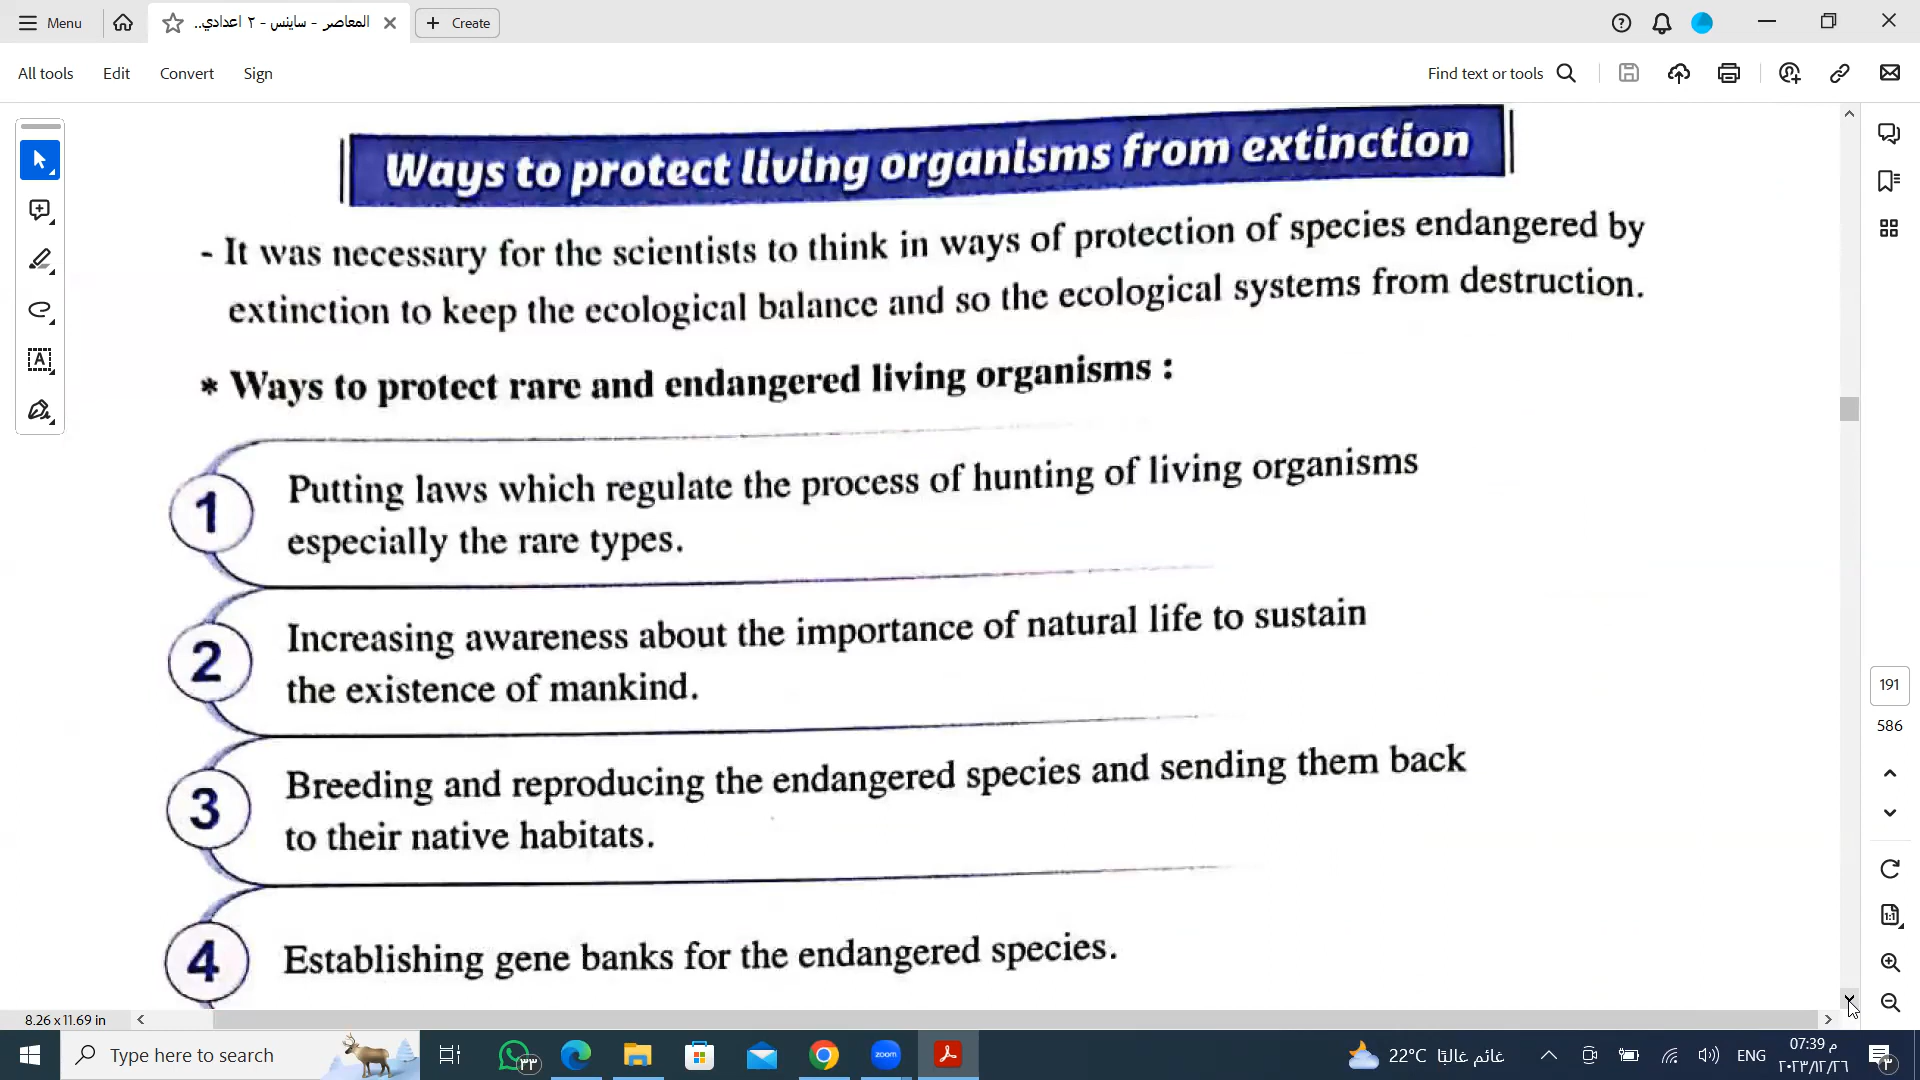 Menu
المعاصر - ساينس - ٢ اعدادي..
Create
All tools
Edit
Convert
Sign
Find text or tools
Ways to protect living organisms from extinction
- It was necessary for the scientists to think in ways of protection of species endangered by
extinction to keep the ecological balance and so the ecological systems from destruction.
* Ways to protect rare and endangered living organisms :
1
Putting laws which regulate the process of hunting of living organisms
especially the rare types.
2
Increasing awareness about the importance of natural life to sustain
the existence of mankind.
3
Breeding and reproducing the endangered species and sending them back
to their native habitats.
4
Establishing gene banks for the endangered species.
191
586
8.26 x 11.69 in
Type here to search
٣٣
zoom
22°C غائم غالبًا
ENG
07:39 م
٢٠٢٣/١٢/٢٦
٣